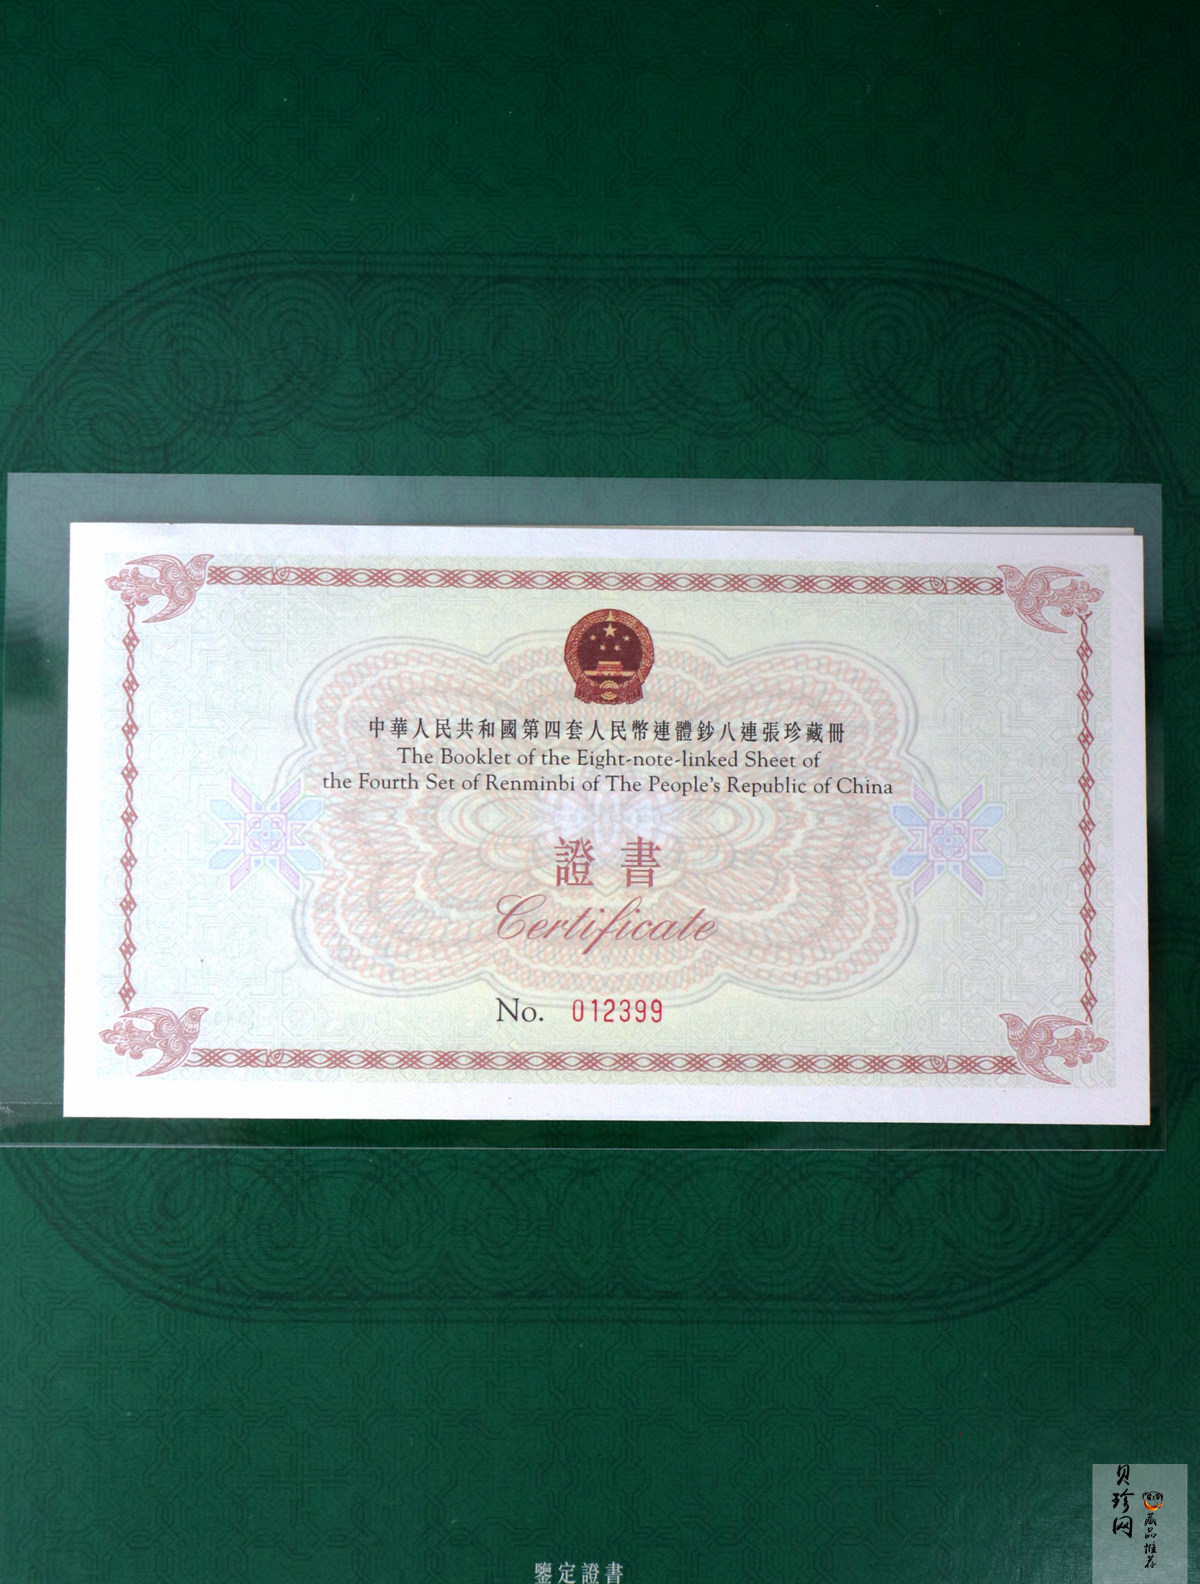 中華人民共和國第四套人民幣連體鈔八連張珍藏冊
The Booklet of the Eight-note-linked Sheet of
the Fourth Set of Renminbi of The People's Republic of China
證書
Certificate
No. 012399
鑒定證書
贝珍网
藏品推荐